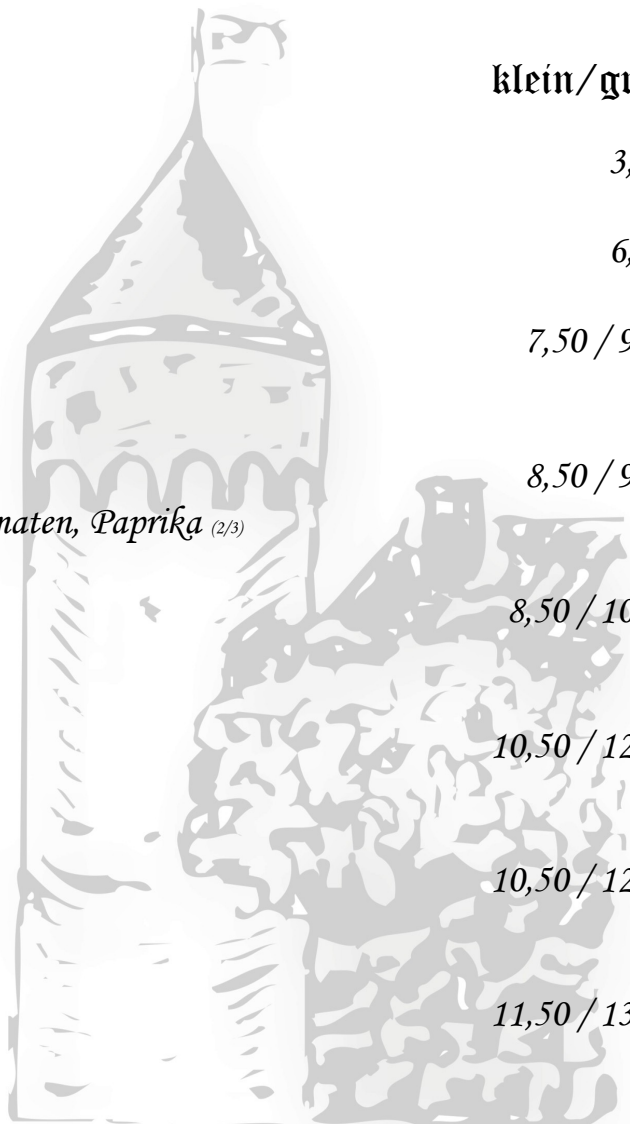 klein/g
3,
6,
7,50 / 9
8,50 / 9
maten, Paprika (2/3)
8,50 / 10
10,50 / 12
10,50 / 12
11,50 / 13